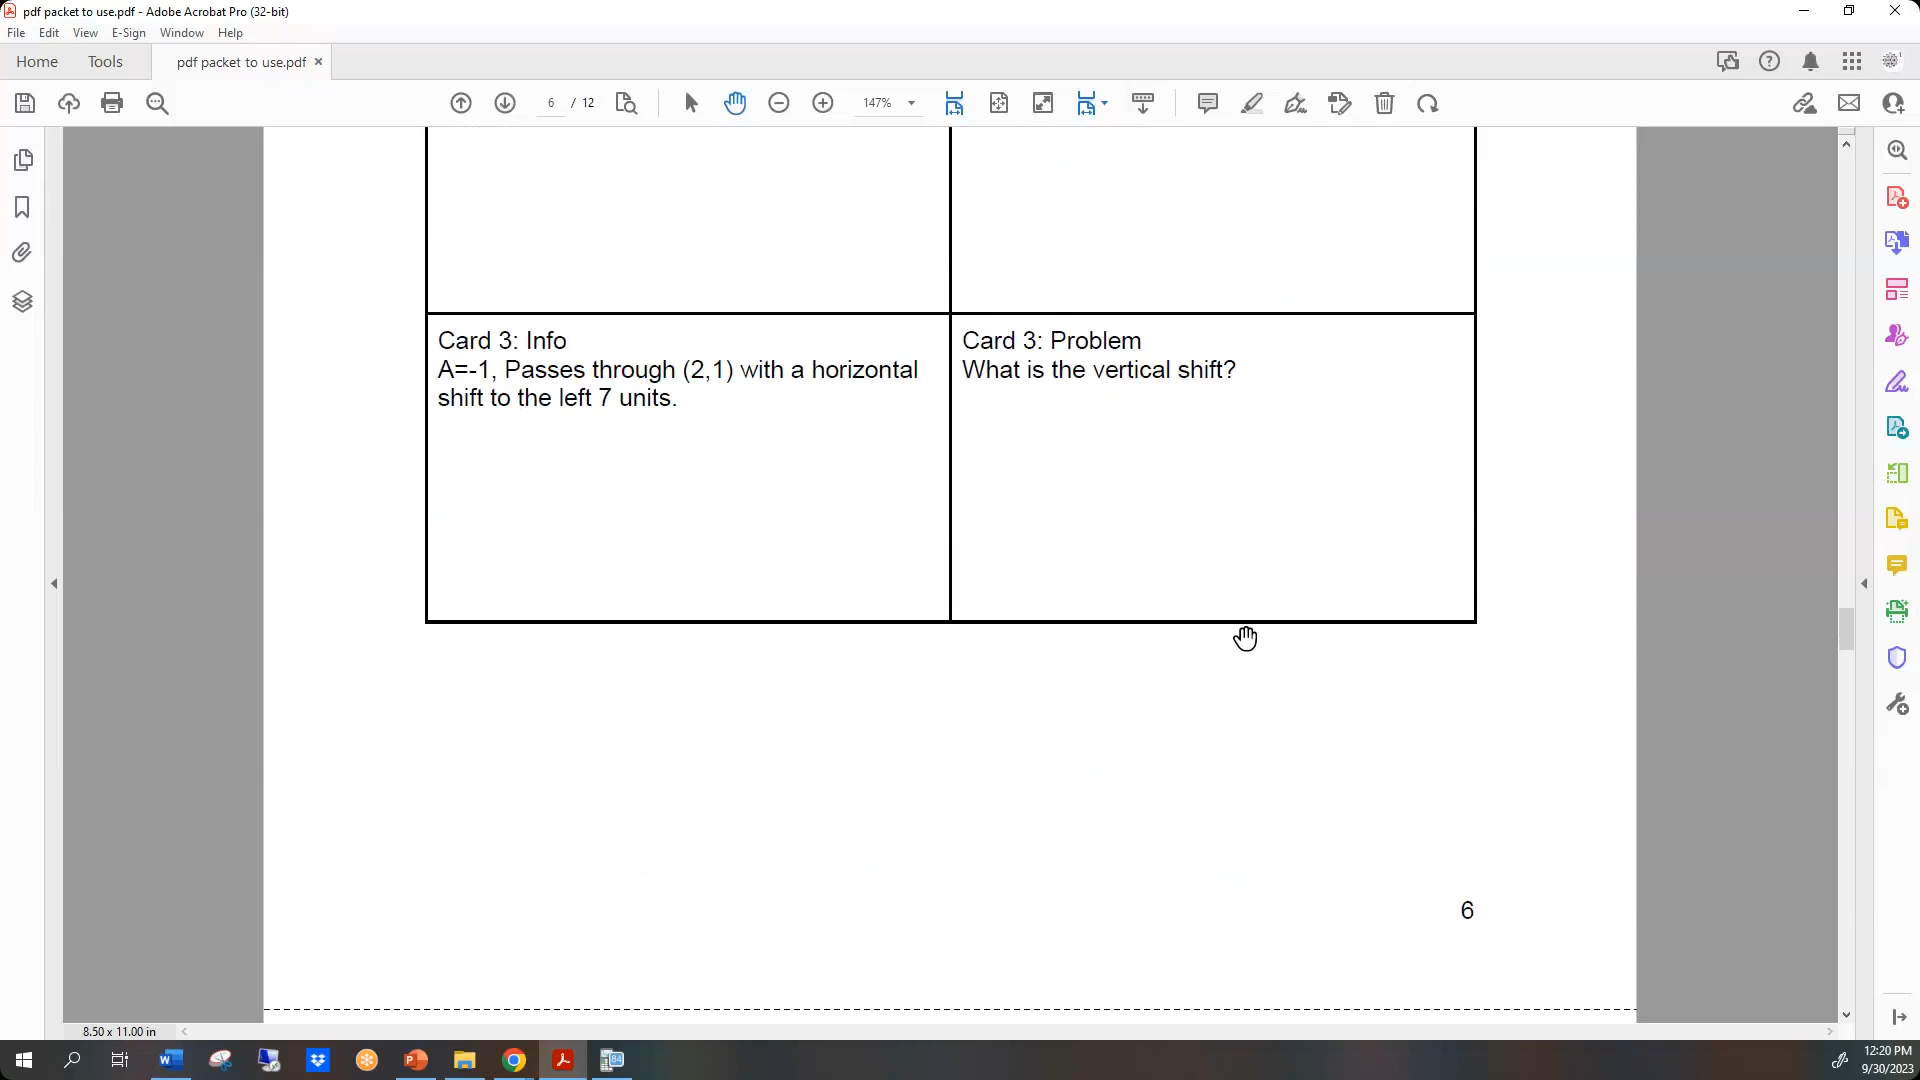 pdf packet to use.pdf - Adobe Acrobat Pro (32-bit)
File Edit View E-Sign Window Help
Home Tools pdf packet to use.pdf ×
6 / 12 147%
Card 3: Info
A=-1, Passes through (2,1) with a horizontal
shift to the left 7 units.
Card 3: Problem
What is the vertical shift?
6
8.50 x 11.00 in
84
12:20 PM
9/30/2023